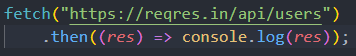 fetch("https://reqres.in/api/users")
.then((res) => console.log(res));